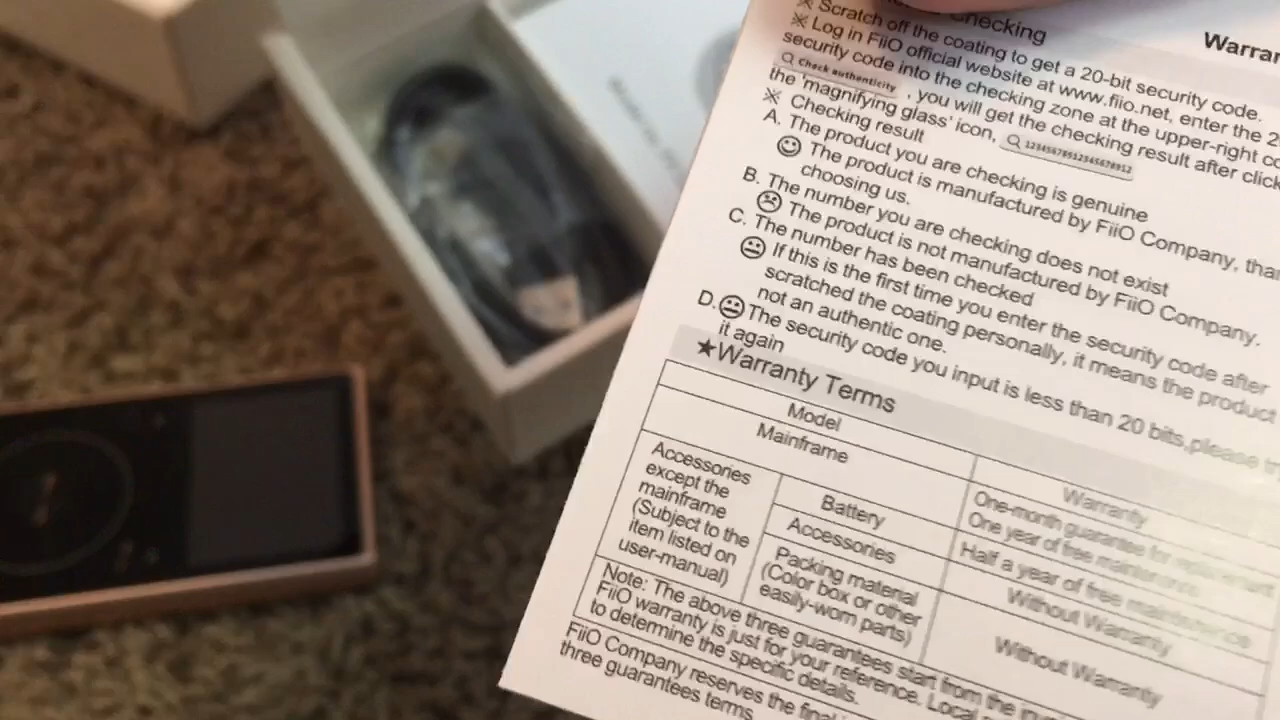 Checking
Warran
※ Scratch off the coating to get a 20-bit security code.
※ Log in FiiO official website at www.fiio.net, enter the 2
security code into the checking zone at the upper-right co
Check authenticity , you will get the checking result after click
the 'magnifying glass' icon, 12345678912345678912
※ Checking result
A. The product you are checking is genuine
The product is manufactured by FiiO Company, than
choosing us.
B. The number you are checking does not exist
The product is not manufactured by FiiO Company.
C. The number has been checked
If this is the first time you enter the security code after
scratched the coating personally, it means the product
not an authentic one.
D. The security code you input is less than 20 bits,please
it again
★Warranty Terms
Model
Warranty
Mainframe
One-month guarantee for replacement
One year of free maintenance
Accessories
except the
mainframe
(Subject to the
item listed on
user-manual)
Battery
Half a year of free maintenance
Accessories
Without Warranty
Packing material
(Color box or other
easily-worn parts)
Without Warranty
Note: The above three guarantees start from the
FiiO warranty is just for your reference. Local
to determine the specific details.
FiiO Company reserves the final
three guarantees terms